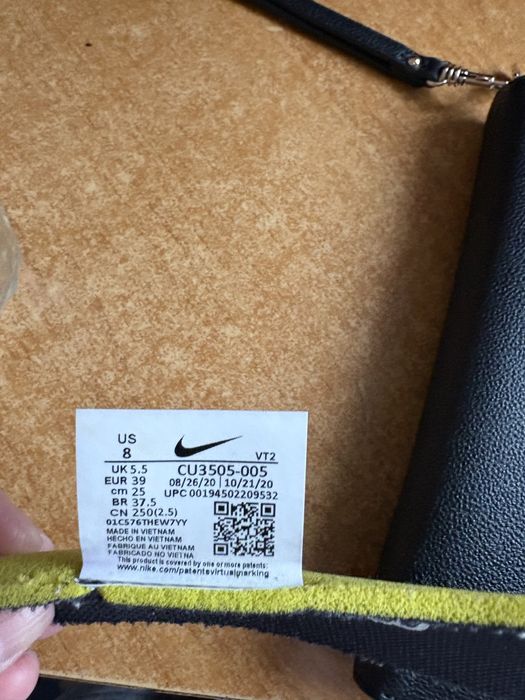 US
8
VT2
UK 5.5
EUR 39
cm 25
BR 37.5
CN 250(2.5)
CU3505-005
08/26/20 | 10/21/20
UPC 00194502209532
01CS76THEW7YY
MADE IN VIETNAM
HECHO EN VIETNAM
FABRIQUE AU VIETNAM
FABRICADO NO VIETNA
This product is covered by one or more patents:
www.nike.com/patentsvirtualmarking